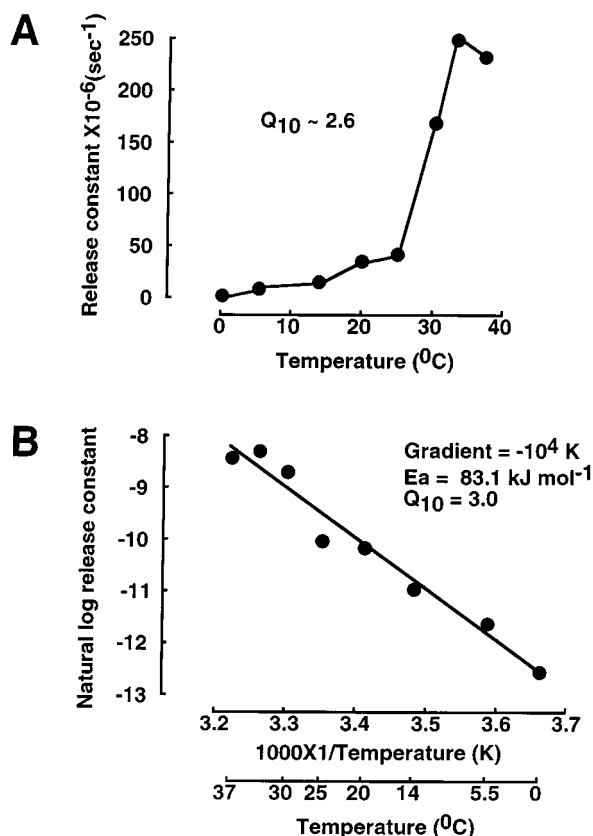 A
Release constant X10-6(sec-1)
250
200
150
100
50
0
Q10 ~ 2.6
0 10 20 30 40
Temperature (0C)
B
Natural log release constant
-8
-9
-10
-11
-12
-13
Gradient = -104 K
Ea = 83.1 kJ mol-1
Q10 = 3.0
3.2 3.3 3.4 3.5 3.6 3.7
1000X1/Temperature (K)
37 30 25 20 14 5.5 0
Temperature (0C)